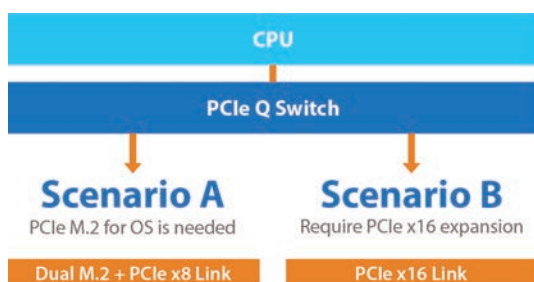 CPU
PCIe Q Switch
Scenario A
PCIe M.2 for OS is needed
Dual M.2 + PCIe x8 Link
Scenario B
Require PCIe x16 expansion
PCIe x16 Link